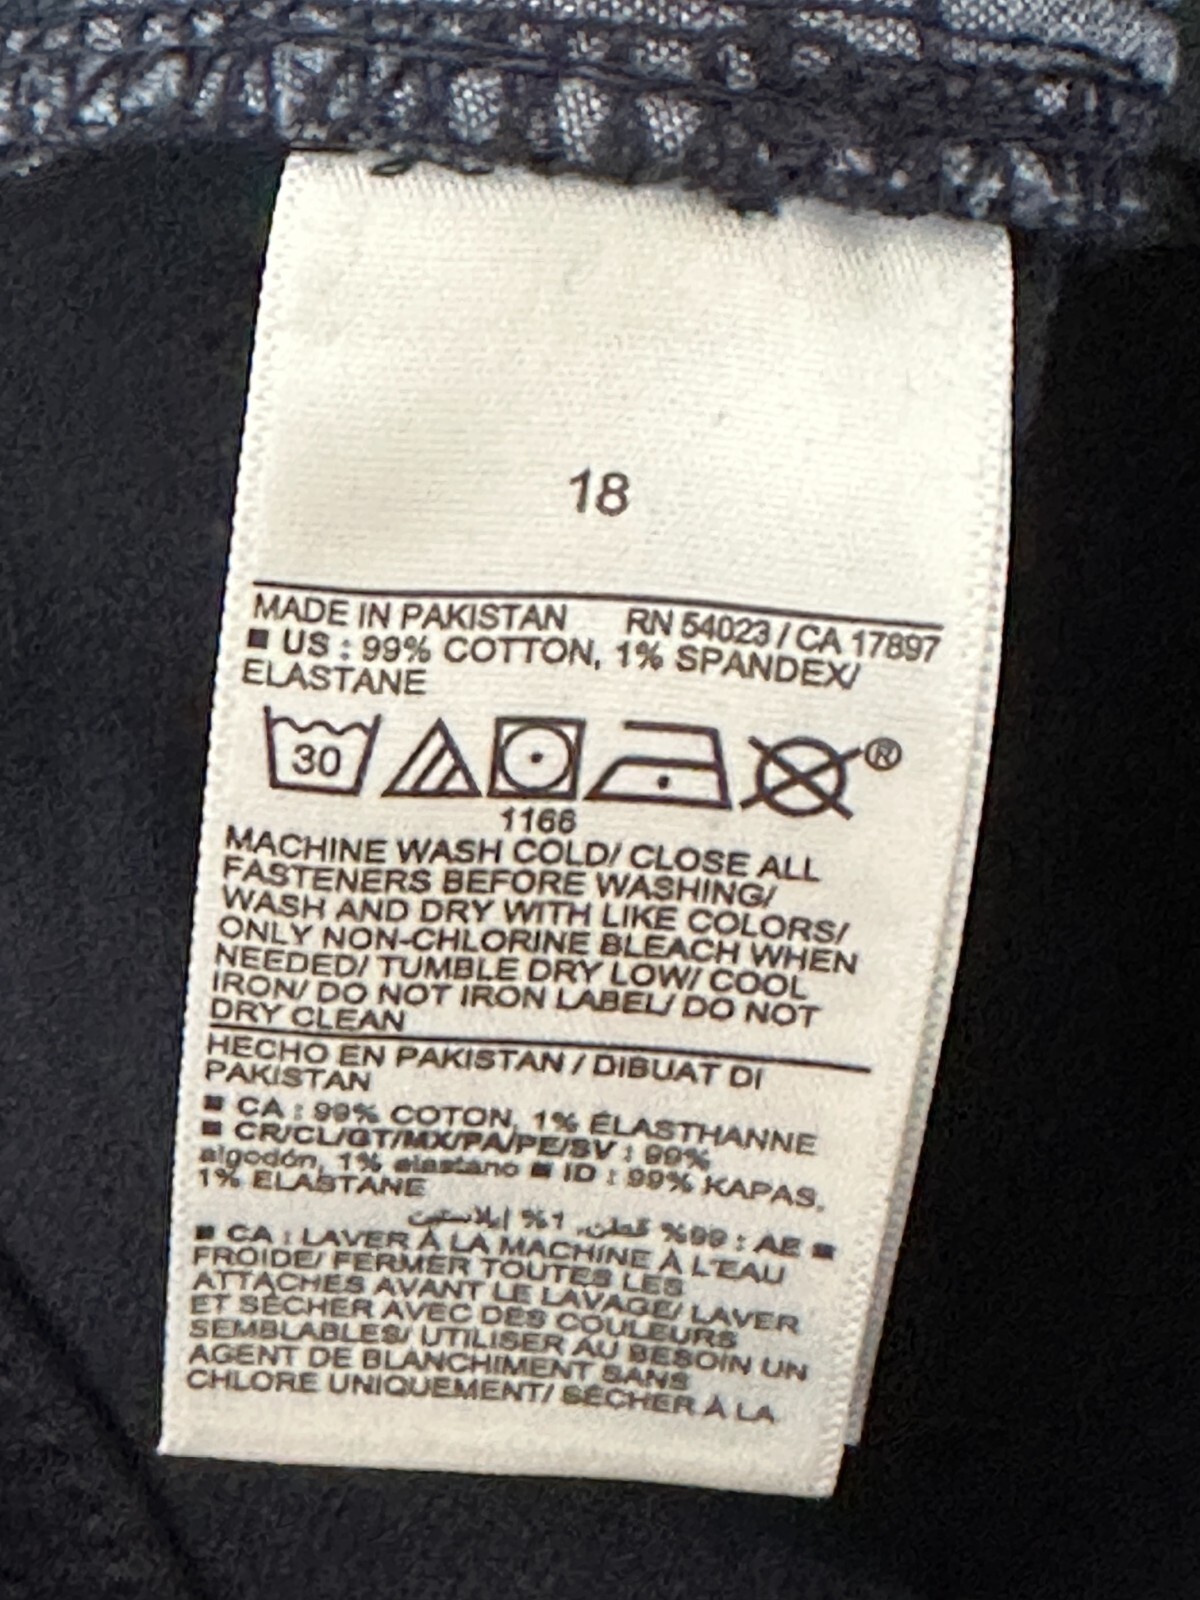 18
MADE IN PAKISTAN RN 54023 / CA 17897
■ US : 99% COTTON, 1% SPANDEX/
ELASTANE
30
®
1166
MACHINE WASH COLD/ CLOSE ALL
FASTENERS BEFORE WASHING/
WASH AND DRY WITH LIKE COLORS/
ONLY NON-CHLORINE BLEACH WHEN
NEEDED/ TUMBLE DRY LOW/ COOL
IRON/ DO NOT IRON LABEL/ DO NOT
DRY CLEAN
HECHO EN PAKISTAN / DIBUAT DI
PAKISTAN
■ CA : 99% COTON, 1% ÉLASTHANNE
■ CR/CL/GT/MX/PA/PE/SV : 99%
algodón, 1% elastano ■ ID : 99% KAPAS,
1% ELASTANE
■ AE : 99% قطن, 1% إيلاستين
■ CA : LAVER À LA MACHINE À L'EAU
FROIDE/ FERMER TOUTES LES
ATTACHES AVANT LE LAVAGE/ LAVER
ET SÉCHER AVEC DES COULEURS
SEMBLABLES/ UTILISER AU BESOIN UN
AGENT DE BLANCHIMENT SANS
CHLORE UNIQUEMENT/ SÉCHER À LA